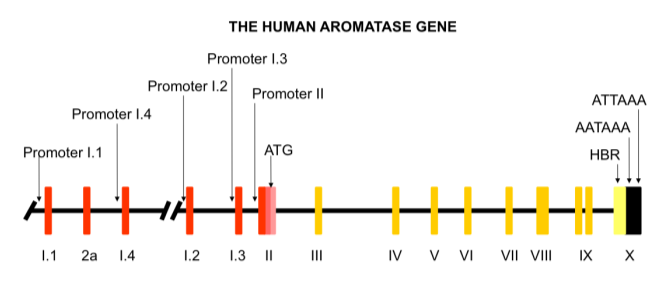 THE HUMAN AROMATASE GENE
Promoter I.3
Promoter I.2
Promoter II
ATTAAA
Promoter I.4
AATAAA
Promoter I.1
ATG
HBR
I.1 2a I.4 I.2 I.3 II III IV V VI VII VIII IX X